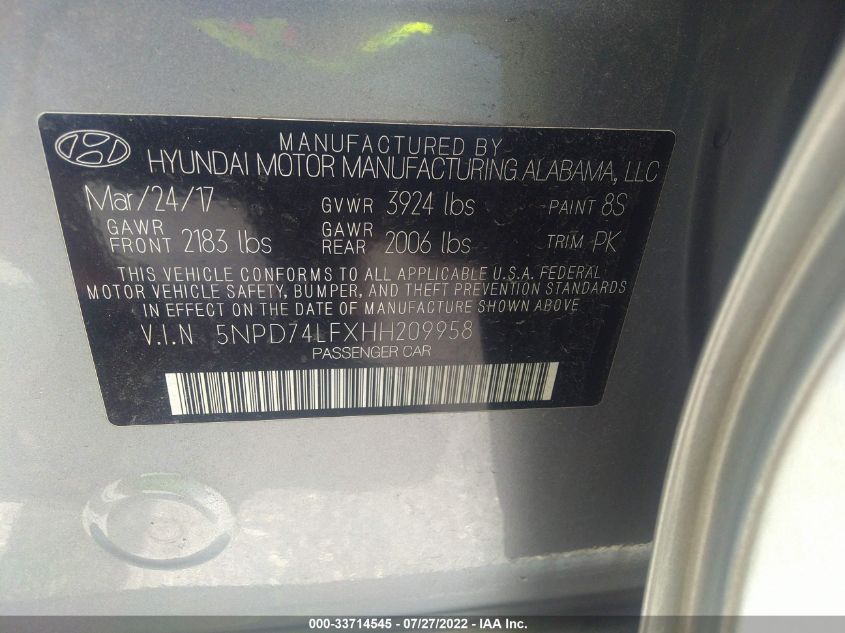 MANUFACTURED BY
HYUNDAI MOTOR MANUFACTURING ALABAMA, LLC
Mar/24/17 GVWR 3924 lbs PAINT 8S
GAWR FRONT 2183 lbs GAWR REAR 2006 lbs TRIM PK
THIS VEHICLE CONFORMS TO ALL APPLICABLE U.S.A. FEDERAL
MOTOR VEHICLE SAFETY, BUMPER, AND THEFT PREVENTION STANDARDS
IN EFFECT ON THE DATE OF MANUFACTURE SHOWN ABOVE.
V.I.N 5NPD74LFXHH209958
PASSENGER CAR
000-33714545 - 07/27/2022 - IAA Inc.